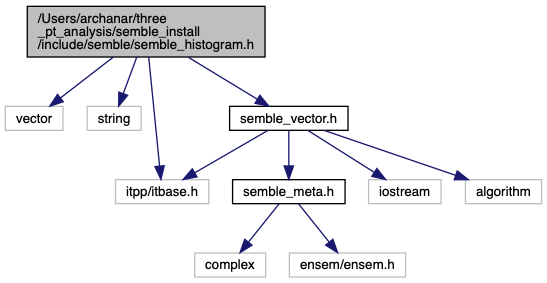 /Users/archanar/three
_pt_analysis/semble_install
/include/semble/semble_histogram.h
vector
string
semble_vector.h
itpp/itbase.h
semble_meta.h
iostream
algorithm
complex
ensem/ensem.h